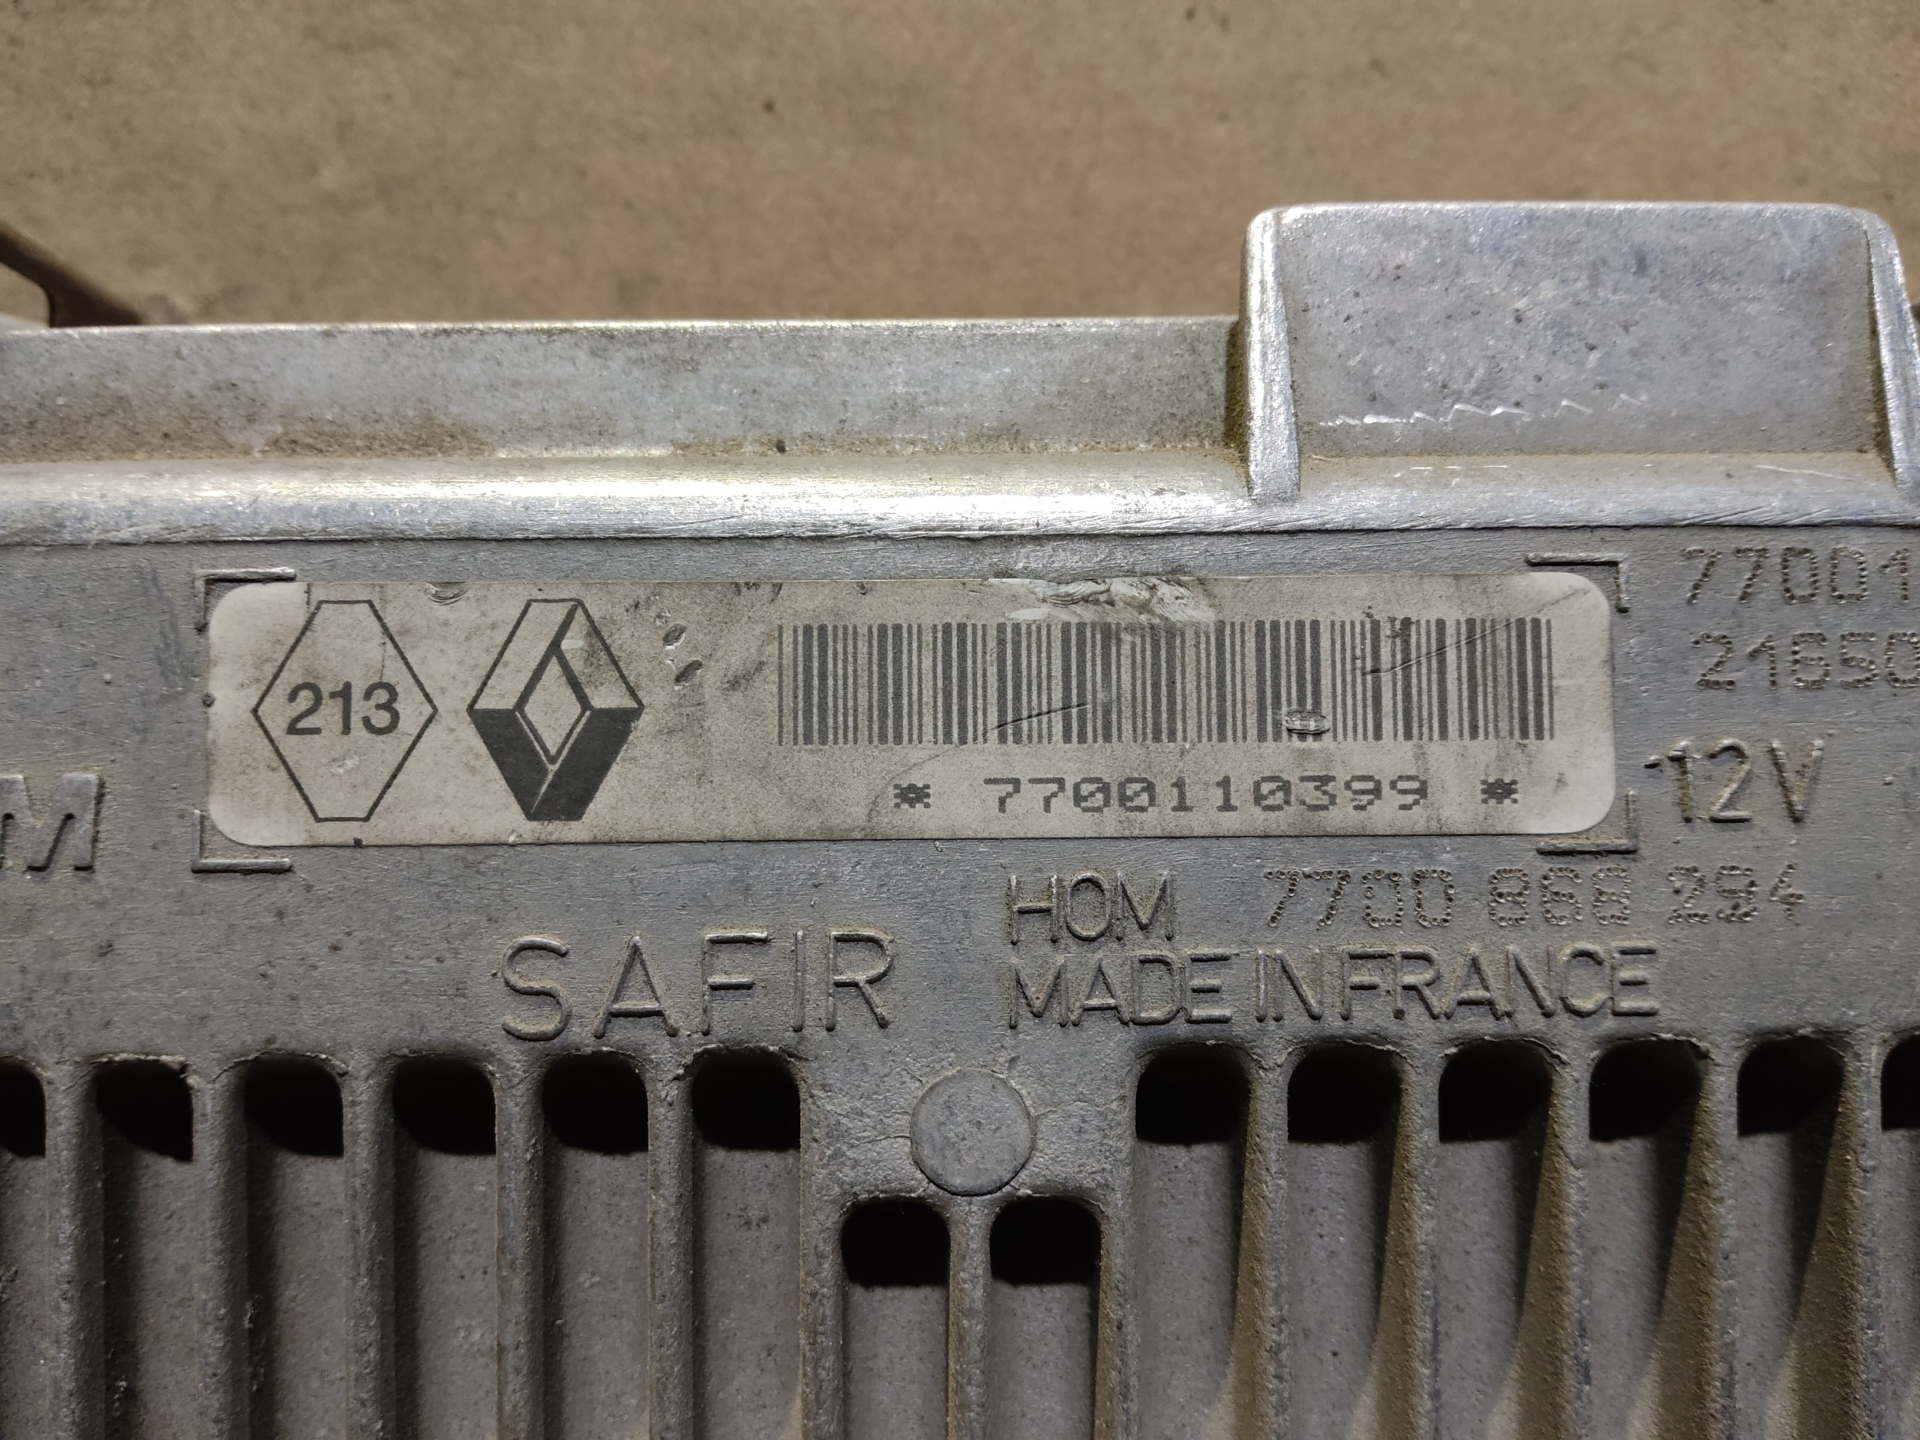 77001
21650
213
* 7700110399 *
12V
M
HOM 7700 868 294
SAFIR
MADE IN FRANCE